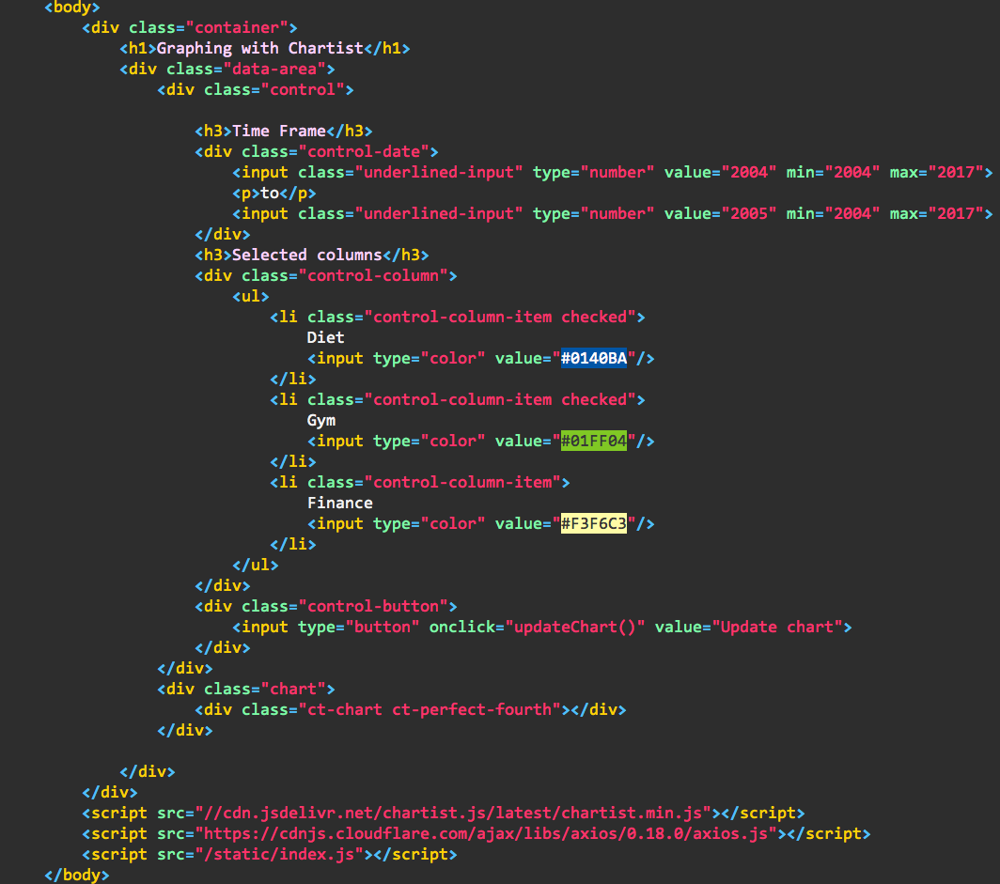 <body>
<div class="container">
<h1>Graphing with Chartist</h1>
<div class="data-area">
<div class="control">
<h3>Time Frame</h3>
<div class="control-date">
<input class="underlined-input" type="number" value="2004" min="2004" max="2017">
<p>to</p>
<input class="underlined-input" type="number" value="2005" min="2004" max="2017">
</div>
<h3>Selected columns</h3>
<div class="control-column">
<ul>
<li class="control-column-item checked">
Diet
<input type="color" value="#0140BA"/>
</li>
<li class="control-column-item checked">
Gym
<input type="color" value="#01FF04"/>
</li>
<li class="control-column-item">
Finance
<input type="color" value="#F3F6C3"/>
</li>
</ul>
</div>
<div class="control-button">
<input type="button" onclick="updateChart()" value="Update chart">
</div>
</div>
<div class="chart">
<div class="ct-chart ct-perfect-fourth"></div>
</div>
</div>
</div>
<script src="//cdn.jsdelivr.net/chartist.js/latest/chartist.min.js"></script>
<script src="https://cdnjs.cloudflare.com/ajax/libs/axios/0.18.0/axios.js"></script>
<script src="/static/index.js"></script>
</body>